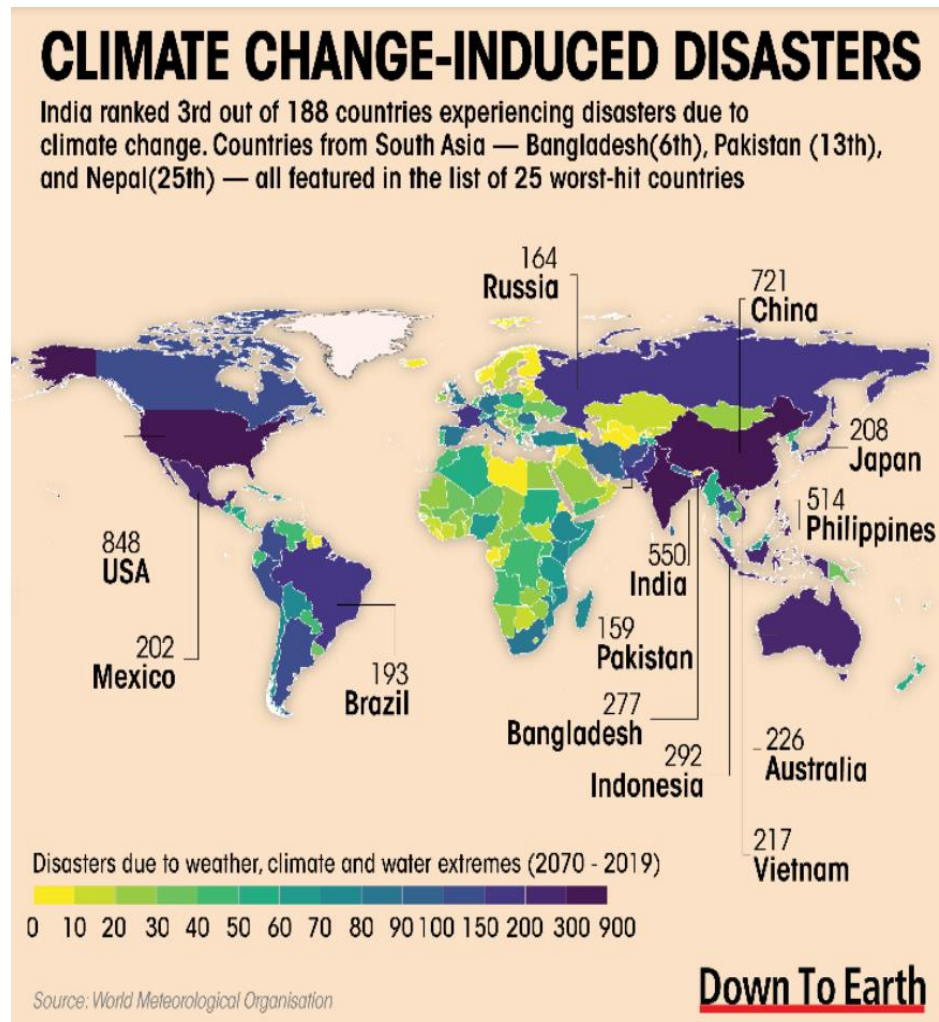 CLIMATE CHANGE-INDUCED DISASTERS
India ranked 3rd out of 188 countries experiencing disasters due to
climate change. Countries from South Asia — Bangladesh(6th), Pakistan (13th),
and Nepal(25th) — all featured in the list of 25 worst-hit countries
164
Russia
721
China
208
Japan
514
Philippines
848
USA
550
India
202
Mexico
193
Brazil
159
Pakistan
277
Bangladesh
292
Indonesia
226
Australia
217
Vietnam
Disasters due to weather, climate and water extremes (2070 - 2019)
0 10 20 30 40 50 60 70 80 90 100 150 200 300 900
Source: World Meteorological Organisation
Down To Earth